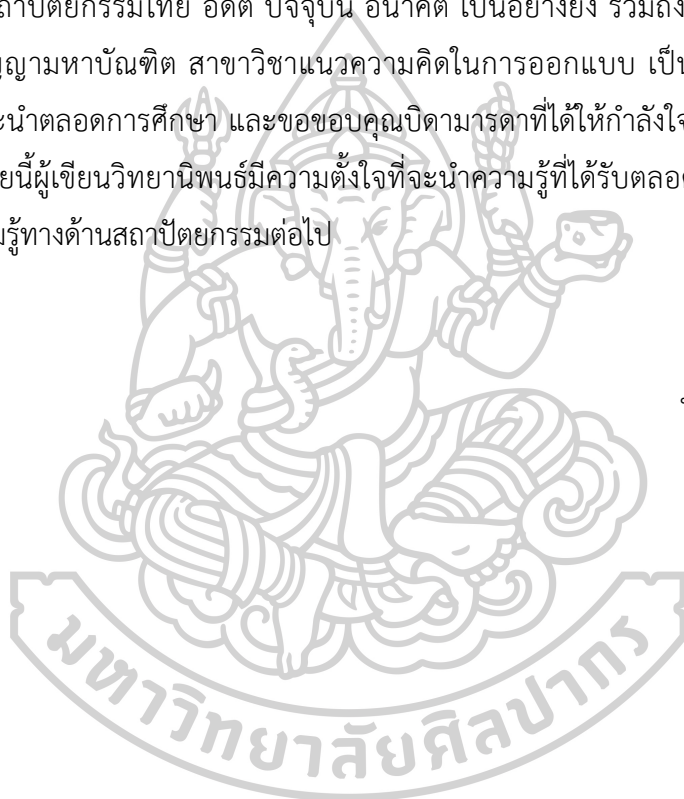 ถาปัตยกรรมไทย อดีต ปัจจุบัน อนาคต เป็นอย่างยิ่ง รวมถึง
ญามหาบัณฑิต สาขาวิชาแนวความคิดในการออกแบบ เป็น
นำตลอดการศึกษา และขอขอบคุณบิดามารดาที่ได้ให้กำลังใจ
ยนี้ผู้เขียนวิทยานิพนธ์มีความตั้งใจที่จะนำความรู้ที่ได้รับตลอด
รู้ทางด้านสถาปัตยกรรมต่อไป
มหาวิทยาลัยศิลปากร